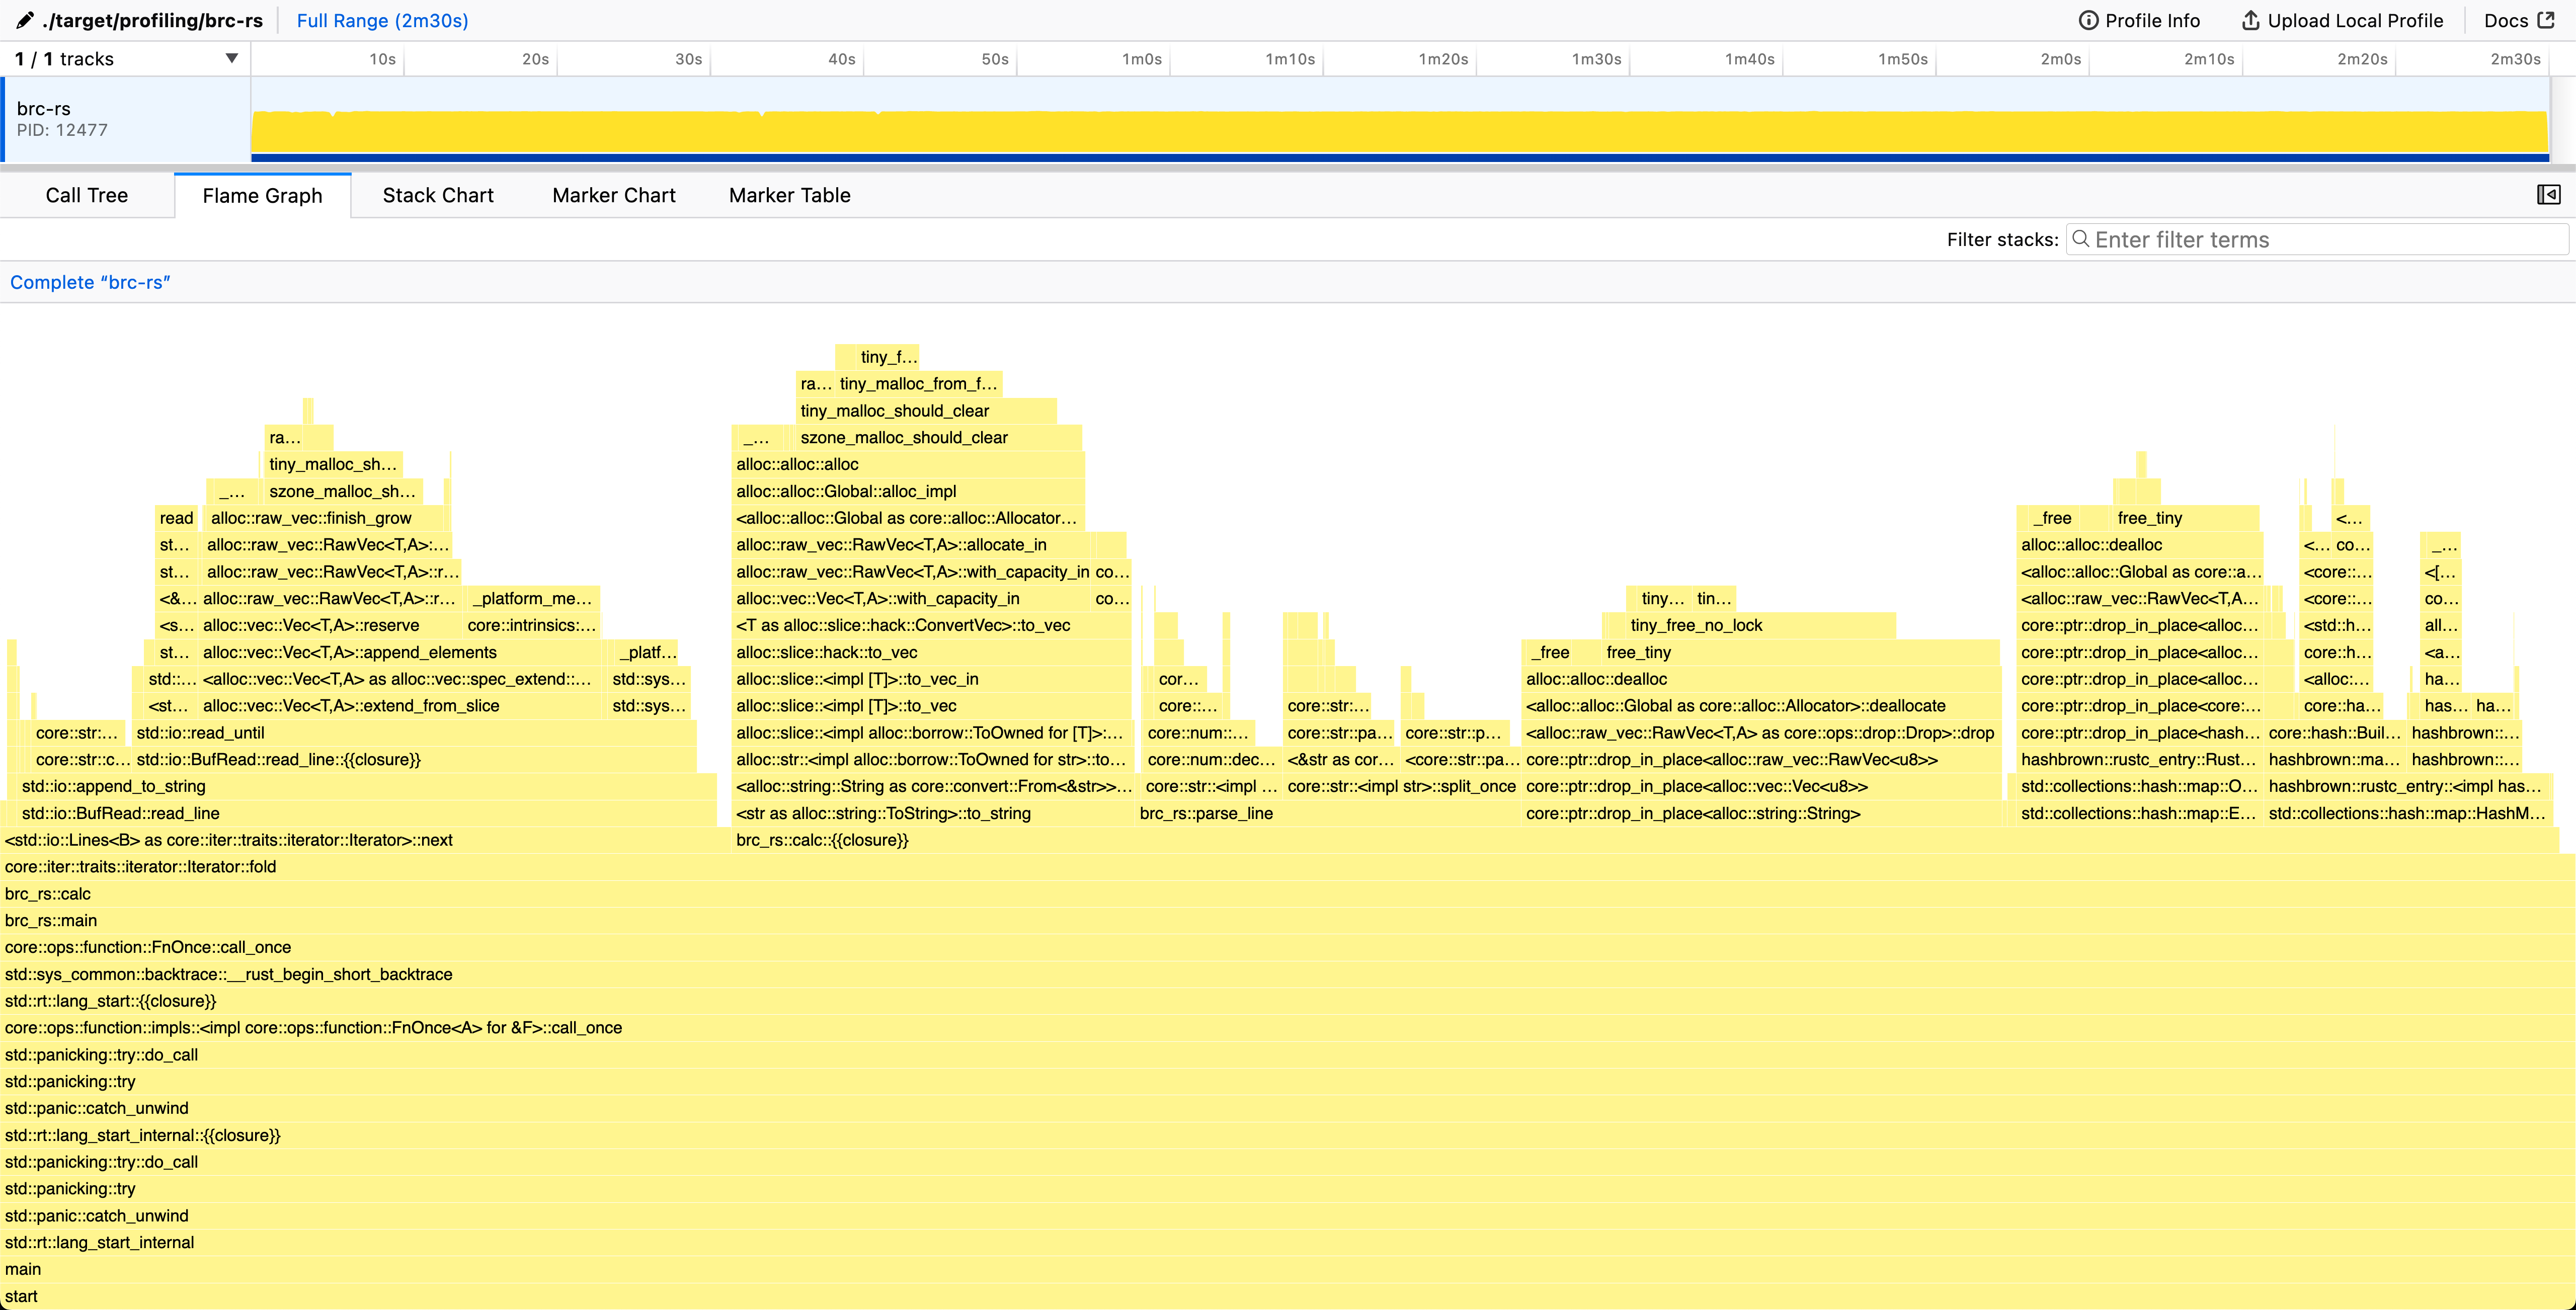 ./target/profiling/brc-rs Full Range (2m30s) Profile Info Upload Local Profile Docs
1 / 1 tracks 10s 20s 30s 40s 50s 1m0s 1m10s 1m20s 1m30s 1m40s 1m50s 2m0s 2m10s 2m20s 2m30s
brc-rs
PID: 12477
Call Tree Flame Graph Stack Chart Marker Chart Marker Table
Filter stacks: Enter filter terms
Complete “brc-rs”
tiny_f…
ra… tiny_malloc_from_f…
tiny_malloc_should_clear
ra… _… szone_malloc_should_clear
tiny_malloc_sh… alloc::alloc::alloc
_… szone_malloc_sh… alloc::alloc::Global::alloc_impl
read alloc::raw_vec::finish_grow <alloc::alloc::Global as core::alloc::Allocator… _free free_tiny <…
st… alloc::raw_vec::RawVec<T,A>:… alloc::raw_vec::RawVec<T,A>::allocate_in alloc::alloc::dealloc <… co… _…
st… alloc::raw_vec::RawVec<T,A>::r… alloc::raw_vec::RawVec<T,A>::with_capacity_in co… <alloc::alloc::Global as core::a… <core::… <[…
<&… alloc::raw_vec::RawVec<T,A>::r… _platform_me… alloc::vec::Vec<T,A>::with_capacity_in co… tiny… tin… <alloc::raw_vec::RawVec<T,A… <core::… co…
<s… alloc::vec::Vec<T,A>::reserve core::intrinsics:… <T as alloc::slice::hack::ConvertVec>::to_vec tiny_free_no_lock core::ptr::drop_in_place<alloc… <std::h… all…
st… alloc::vec::Vec<T,A>::append_elements _platf… alloc::slice::hack::to_vec _free free_tiny core::ptr::drop_in_place<alloc… core::h… <a…
std::… <alloc::vec::Vec<T,A> as alloc::vec::spec_extend::… std::sys… alloc::slice::<impl [T]>::to_vec_in cor… alloc::alloc::dealloc core::ptr::drop_in_place<alloc… <alloc:… ha…
<st… alloc::vec::Vec<T,A>::extend_from_slice std::sys… alloc::slice::<impl [T]>::to_vec core::… core::str:… <alloc::alloc::Global as core::alloc::Allocator>::deallocate core::ptr::drop_in_place<core:… core::ha… has… ha…
core::str:… std::io::read_until alloc::slice::<impl alloc::borrow::ToOwned for [T]>:… core::num::… core::str::pa… core::str::p… <alloc::raw_vec::RawVec<T,A> as core::ops::drop::Drop>::drop core::ptr::drop_in_place<hash… core::hash::Buil… hashbrown::…
core::str::c… std::io::BufRead::read_line::{{closure}} alloc::str::<impl alloc::borrow::ToOwned for str>::to… core::num::dec… <&str as cor… <core::str::pa… core::ptr::drop_in_place<alloc::raw_vec::RawVec<u8>> hashbrown::rustc_entry::Rust… hashbrown::ma… hashbrown::…
std::io::append_to_string <alloc::string::String as core::convert::From<&str>>… core::str::<impl … core::str::<impl str>::split_once core::ptr::drop_in_place<alloc::vec::Vec<u8>> std::collections::hash::map::O… hashbrown::rustc_entry::<impl has…
std::io::BufRead::read_line <str as alloc::string::ToString>::to_string brc_rs::parse_line core::ptr::drop_in_place<alloc::string::String> std::collections::hash::map::E… std::collections::hash::map::HashM…
<std::io::Lines<B> as core::iter::traits::iterator::Iterator>::next brc_rs::calc::{{closure}}
core::iter::traits::iterator::Iterator::fold
brc_rs::calc
brc_rs::main
core::ops::function::FnOnce::call_once
std::sys_common::backtrace::__rust_begin_short_backtrace
std::rt::lang_start::{{closure}}
core::ops::function::impls::<impl core::ops::function::FnOnce<A> for &F>::call_once
std::panicking::try::do_call
std::panicking::try
std::panic::catch_unwind
std::rt::lang_start_internal::{{closure}}
std::panicking::try::do_call
std::panicking::try
std::panic::catch_unwind
std::rt::lang_start_internal
main
start